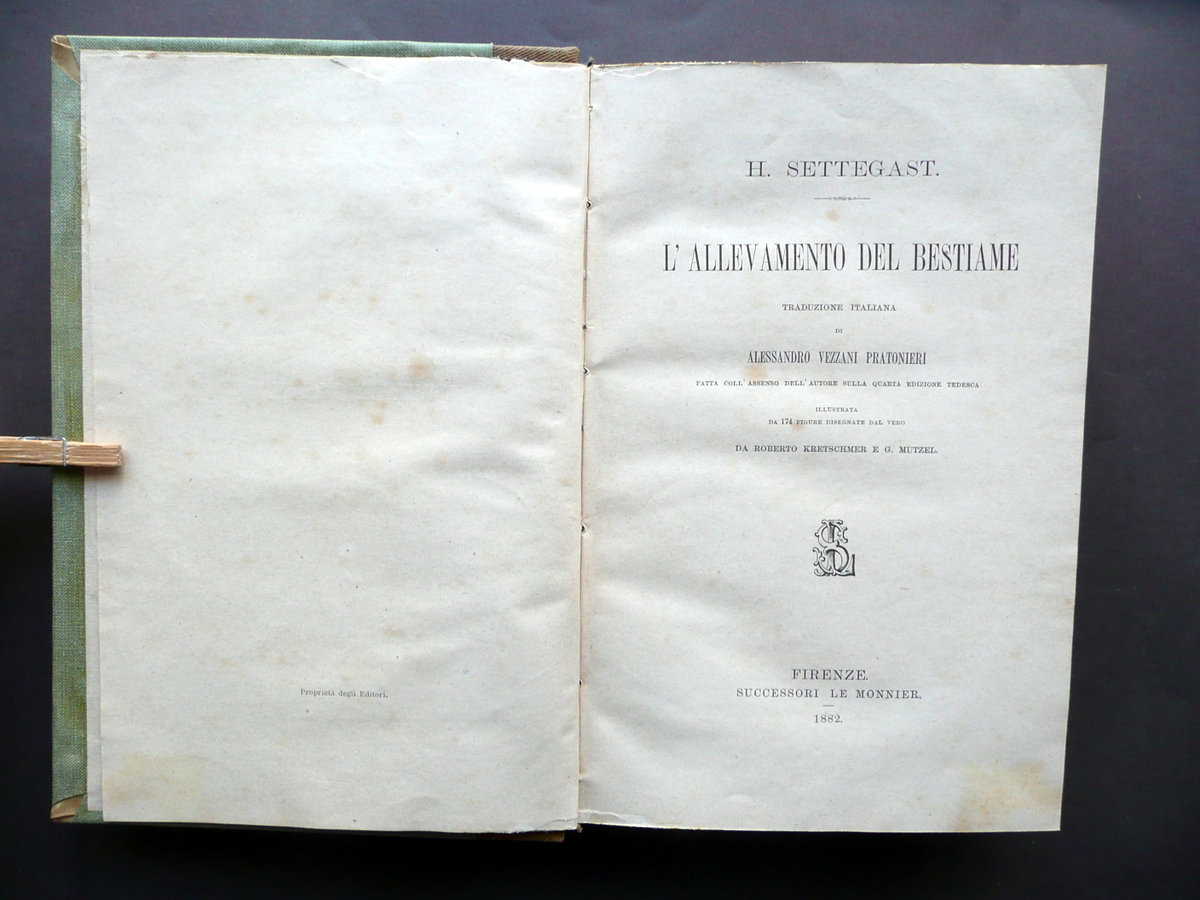 Proprietà degli Editori.
H. SETTEGAST.
L' ALLEVAMENTO DEL BESTIAME
TRADUZIONE ITALIANA
DI
ALESSANDRO VEZZANI PRATONIERI
FATTA COLL' ASSENSO DELL' AUTORE SULLA QUARTA EDIZIONE TEDESCA
ILLUSTRATA
DA 174 FIGURE DISEGNATE DAL VERO
DA ROBERTO KRETSCHMER E G. MUTZEL.
FIRENZE.
SUCCESSORI LE MONNIER.
1882.